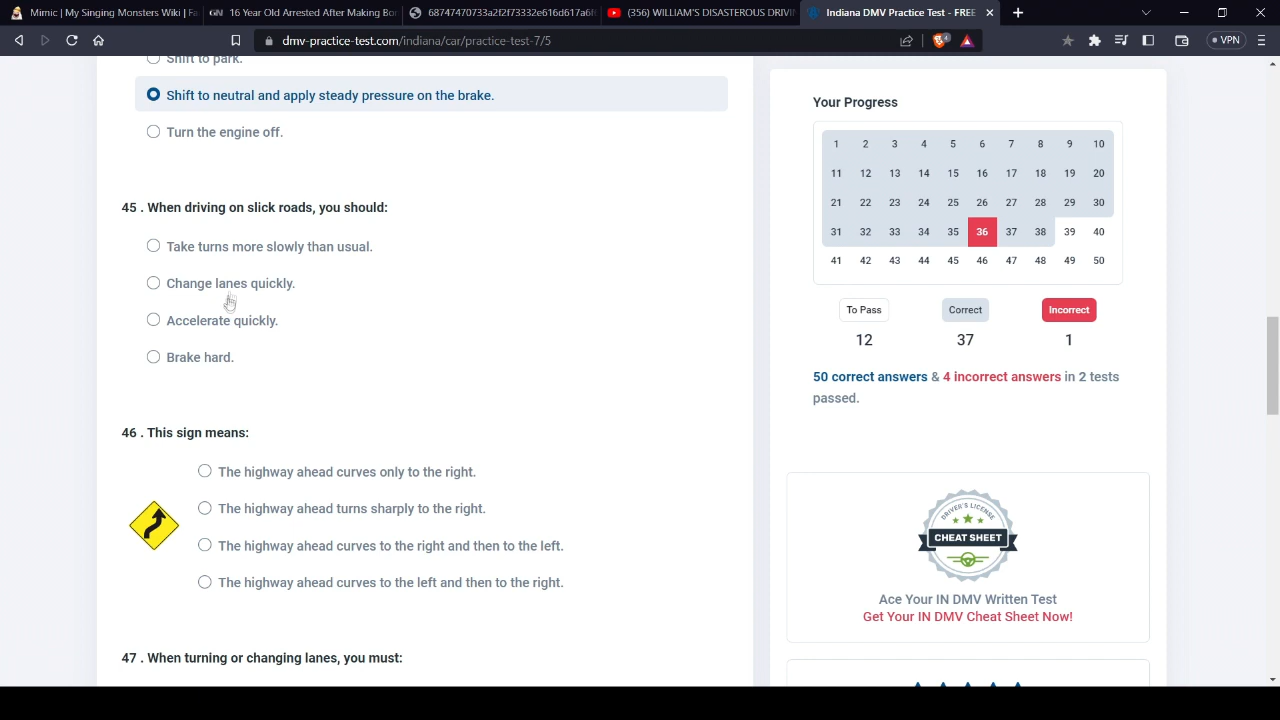 Mimic | My Singing Monsters Wiki | Fa
16 Year Old Arrested After Making Bor
68747470733a2f2f73332e616d617a6f
(356) WILLIAM'S DISASTEROUS DRIVIN
Indiana DMV Practice Test - FREE
dmv-practice-test.com/indiana/car/practice-test-7/5
4
VPN
Shift to park.
Shift to neutral and apply steady pressure on the brake.
Turn the engine off.
45 . When driving on slick roads, you should:
Take turns more slowly than usual.
Change lanes quickly.
Accelerate quickly.
Brake hard.
46 . This sign means:
The highway ahead curves only to the right.
The highway ahead turns sharply to the right.
The highway ahead curves to the right and then to the left.
The highway ahead curves to the left and then to the right.
47 . When turning or changing lanes, you must:
Your Progress
1 2 3 4 5 6 7 8 9 10
11 12 13 14 15 16 17 18 19 20
21 22 23 24 25 26 27 28 29 30
31 32 33 34 35 36 37 38 39 40
41 42 43 44 45 46 47 48 49 50
To Pass Correct Incorrect
12 37 1
50 correct answers & 4 incorrect answers in 2 tests
passed.
DRIVER'S LICENSE
CHEAT SHEET
Ace Your IN DMV Written Test
Get Your IN DMV Cheat Sheet Now!